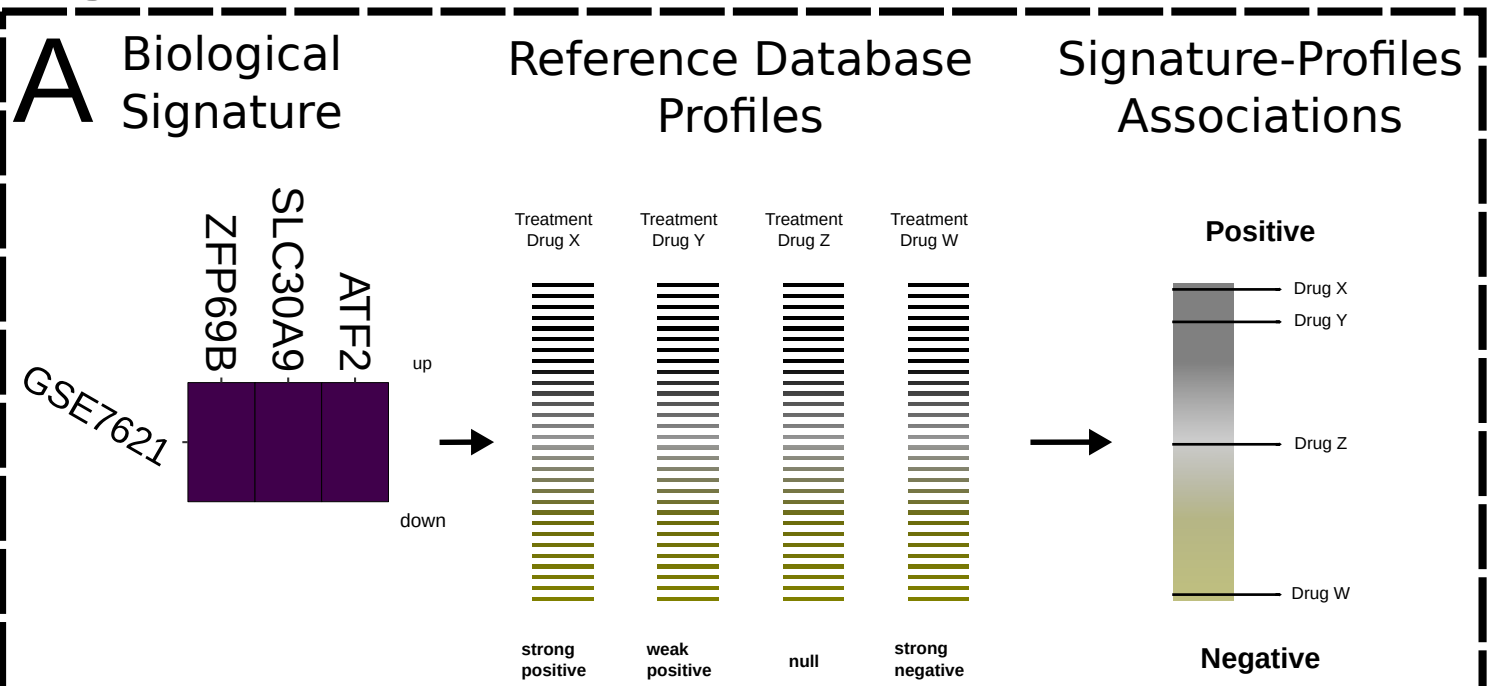 A
Biological
Signature
Reference Database
Profiles
Signature-Profiles
Associations
ZFP69B
SLC30A9
ATF2
GSE7621
up
down
Treatment
Drug X
Treatment
Drug Y
Treatment
Drug Z
Treatment
Drug W
strong
positive
weak
positive
null
strong
negative
Positive
Drug X
Drug Y
Drug Z
Drug W
Negative